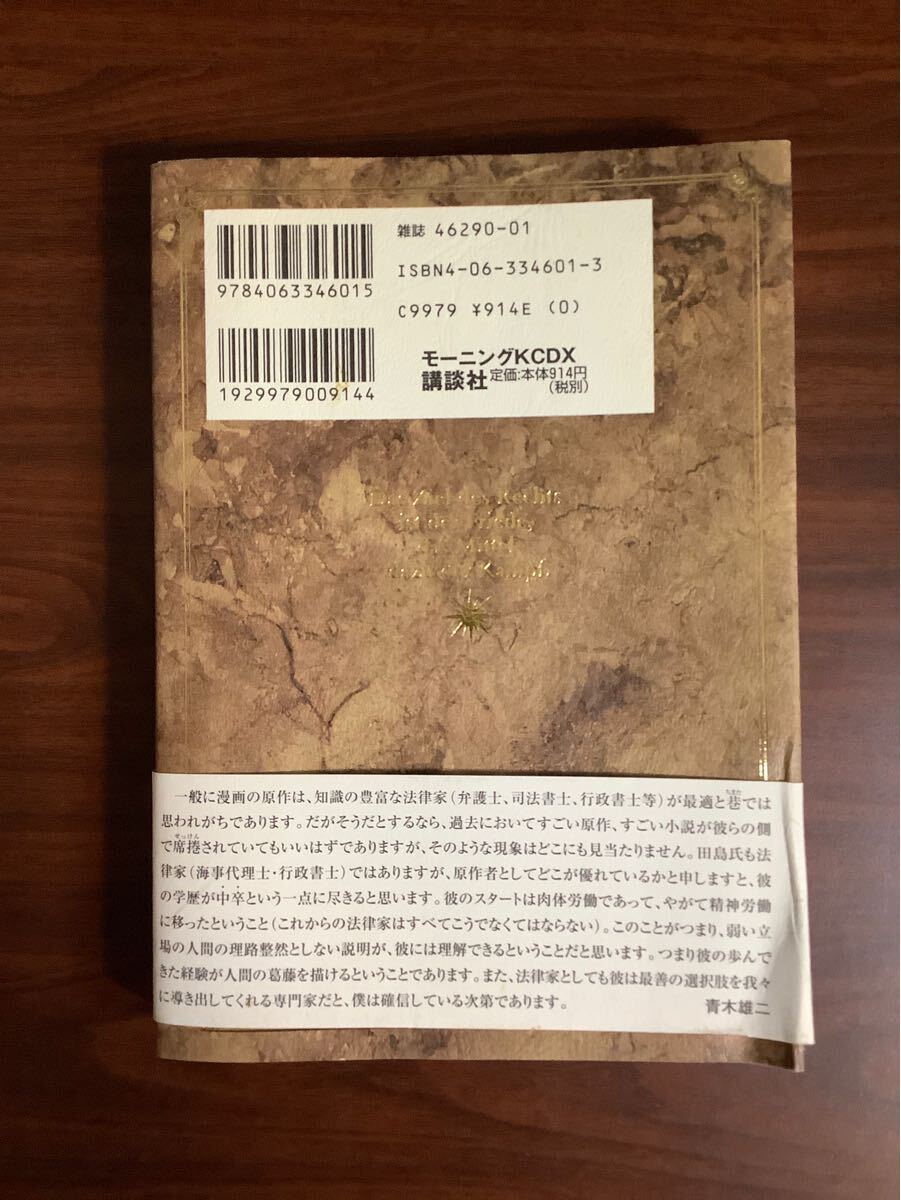 9784063346015
1929979009144
雑誌 46290-01
ISBN4-06-334601-3
C9979 ¥914E (0)
モーニングKCDX
講談社 定価:本体914円
(税別)
Das Ziel des Rechts
ist der Friede,
das Mittel
dazu der Kampf.
一般に漫画の原作は、知識の豊富な法律家(弁護士、司法書士、行政書士等)が最適と巷では
思われがちであります。だがそうだとするなら、過去においてすごい原作、すごい小説が彼らの側
で席捲されていてもいいはずでありますが、そのような現象はどこにも見当たりません。田島氏も法
律家(海事代理士・行政書士)ではありますが、原作者としてどこが優れているかと申しますと、彼
の学歴が中卒という一点に尽きると思います。彼のスタートは肉体労働であって、やがて精神労働
に移ったということ(これからの法律家はすべてこうでなくてはならない)。このことがつまり、弱い立
場の人間の理路整然としない説明が、彼には理解できるということだと思います。つまり彼の歩んで
きた経験が人間の葛藤を描けるということであります。また、法律家としても彼は最善の選択肢を我々
に導き出してくれる専門家だと、僕は確信している次第であります。 青木雄二